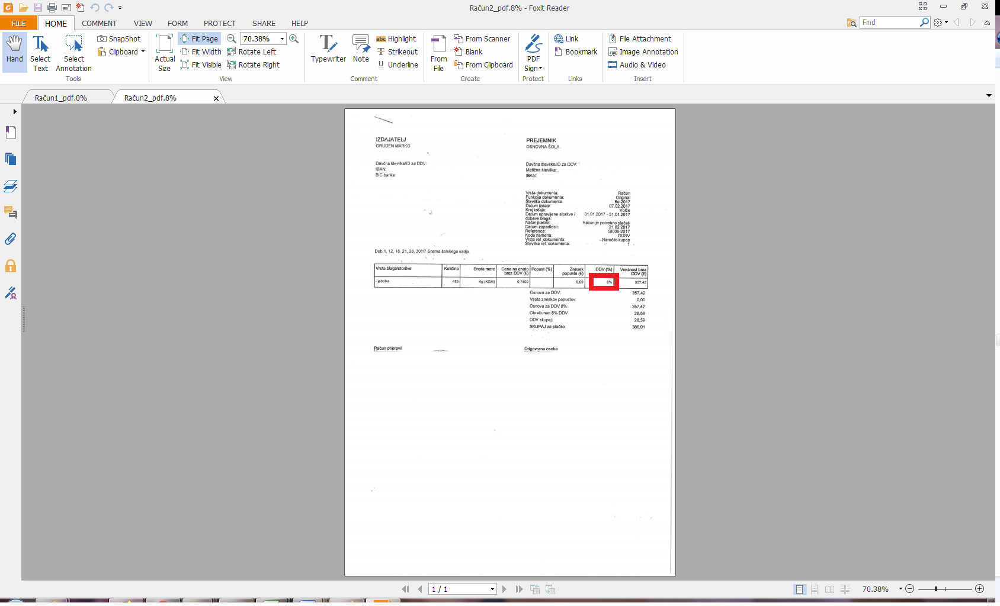 Račun2_pdf.8% - Foxit Reader
FILE HOME COMMENT VIEW FORM PROTECT SHARE HELP
Find
Hand
Select Text
Select Annotation
SnapShot
Clipboard
Tools
Actual Size
Fit Page
Fit Width
Fit Visible
70.38%
Rotate Left
Rotate Right
View
Typewriter
Note
abc Highlight
T Strikeout
U Underline
Comment
From File
From Scanner
Blank
From Clipboard
Create
PDF Sign
Protect
Link
Bookmark
Links
File Attachment
Image Annotation
Audio & Video
Insert
Račun1_pdf.0%
Račun2_pdf.8%
IZDAJATELJ
GRUDEN MARKO
Davčna številka/ID za DDV:
IBAN:
BIC banke:
PREJEMNIK
OSNOVNA ŠOLA
Davčna številka/ID za DDV:
Matična številka:
IBAN:
Vrsta dokumenta: Račun
Funkcija dokumenta: Original
Številka dokumenta: 6e-2017
Datum izdaje: 07.02.2017
Kraj izdaje: Volče
Datum opravljene storitve / 01.01.2017 - 31.01.2017
dobave blaga:
Način plačila: Racun je potrebno plačati
Datum zapadlosti: 21.02.2017
Referenca: SI006-2017
Koda namena: GDSV
Vrsta ref. dokumenta: Naročilo kupca
Številka ref. dokumenta: 1
Dob.1, 12, 18, 21, 28, 30/17 Shema šolskega sadja.
Vrsta blaga/storitve Količina Enota mere Cena na enoto brez DDV (€) Popust (%) Znesek popusta (€) DDV (%) Vrednost brez DDV (€)
- jabolka 483 Kg (KGM) 0,7400 0,00 8% 357,42
Osnova za DDV: 357,42
Vsota zneskov popustov: 0,00
Osnova za DDV 8%: 357,42
Obračunan 8% DDV 28,59
DDV skupaj: 28,59
SKUPAJ za plačilo: 386,01
Račun pripravil
Odgovorna oseba
1 / 1
70.38%